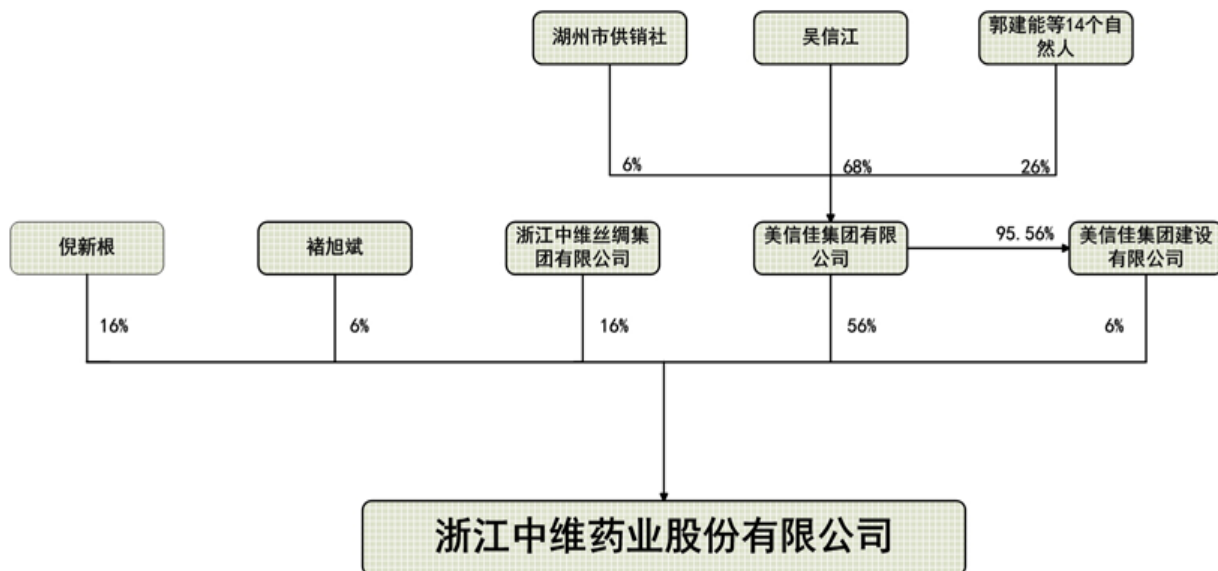 湖州市供销社
吴信江
郭建能等14个自
然人
6%
68%
26%
倪新根
褚旭斌
浙江中维丝绸集
团有限公司
美信佳集团有限
公司
95.56%
美信佳集团建设
有限公司
16%
6%
16%
56%
6%
浙江中维药业股份有限公司